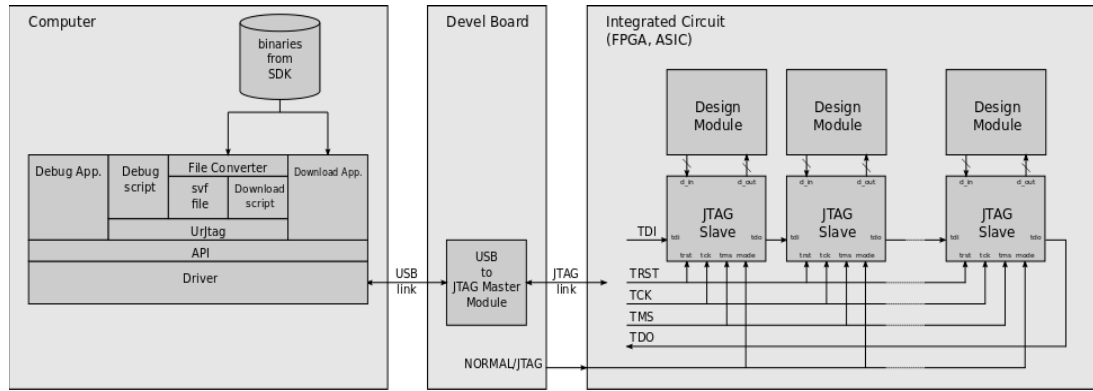 Computer
binaries
from
SDK
Debug App.
Debug
script
File Converter
svf
file
Download
script
Download App.
UrJtag
API
Driver
USB
link
Devel Board
USB
to
JTAG Master
Module
JTAG
link
NORMAL/JTAG
Integrated Circuit
(FPGA, ASIC)
Design
Module
Design
Module
Design
Module
d_in
d_out
JTAG
Slave
tdi
tdo
trst
tck
tms
mode
d_in
d_out
JTAG
Slave
tdi
tdo
trst
tck
tms
mode
d_in
d_out
JTAG
Slave
tdi
tdo
trst
tck
tms
mode
TDI
TRST
TCK
TMS
TDO